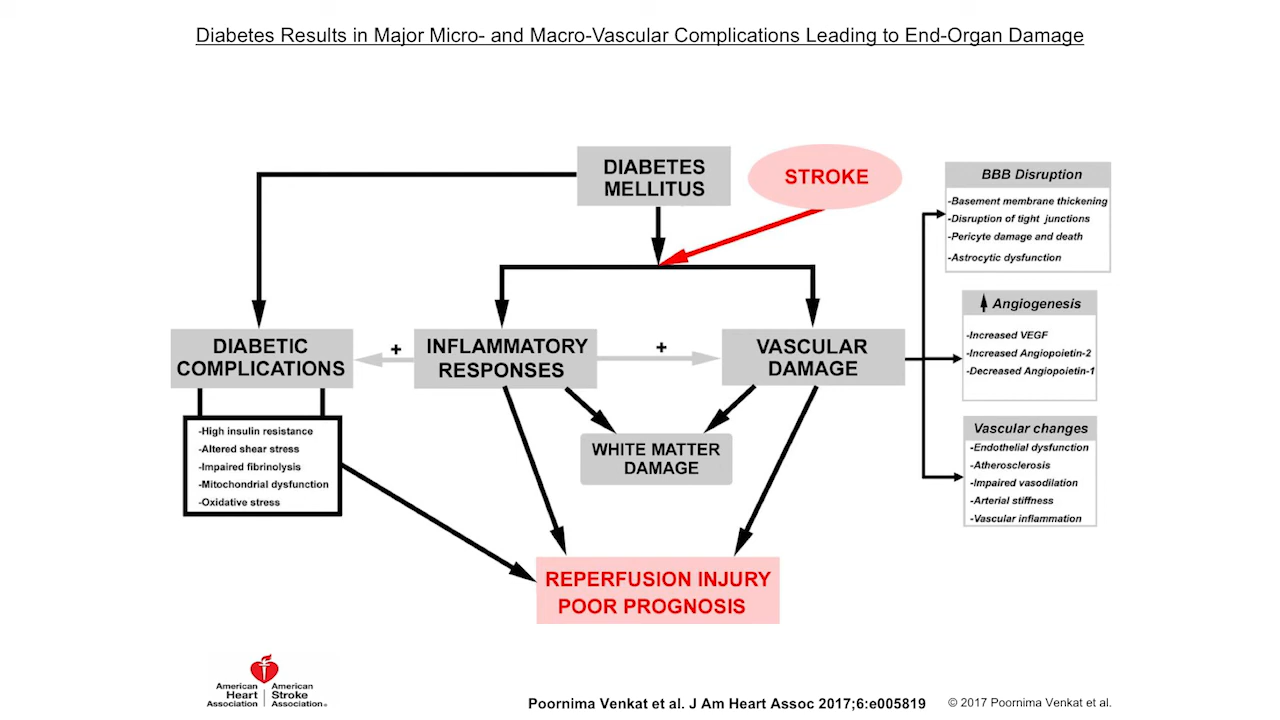 Diabetes Results in Major Micro- and Macro-Vascular Complications Leading to End-Organ Damage
DIABETES
MELLITUS
STROKE
BBB Disruption
-Basement membrane thickening
-Disruption of tight junctions
-Pericyte damage and death
-Astrocytic dysfunction
Angiogenesis
-Increased VEGF
-Increased Angiopoietin-2
-Decreased Angiopoietin-1
DIABETIC
COMPLICATIONS
+
INFLAMMATORY
RESPONSES
+
VASCULAR
DAMAGE
-High insulin resistance
-Altered shear stress
-Impaired fibrinolysis
-Mitochondrial dysfunction
-Oxidative stress
WHITE MATTER
DAMAGE
Vascular changes
-Endothelial dysfunction
-Atherosclerosis
-Impaired vasodilation
-Arterial stiffness
-Vascular inflammation
REPERFUSION INJURY
POOR PROGNOSIS
American
Heart
Association
American
Stroke
Association®
Poornima Venkat et al. J Am Heart Assoc 2017;6:e005819
© 2017 Poornima Venkat et al.